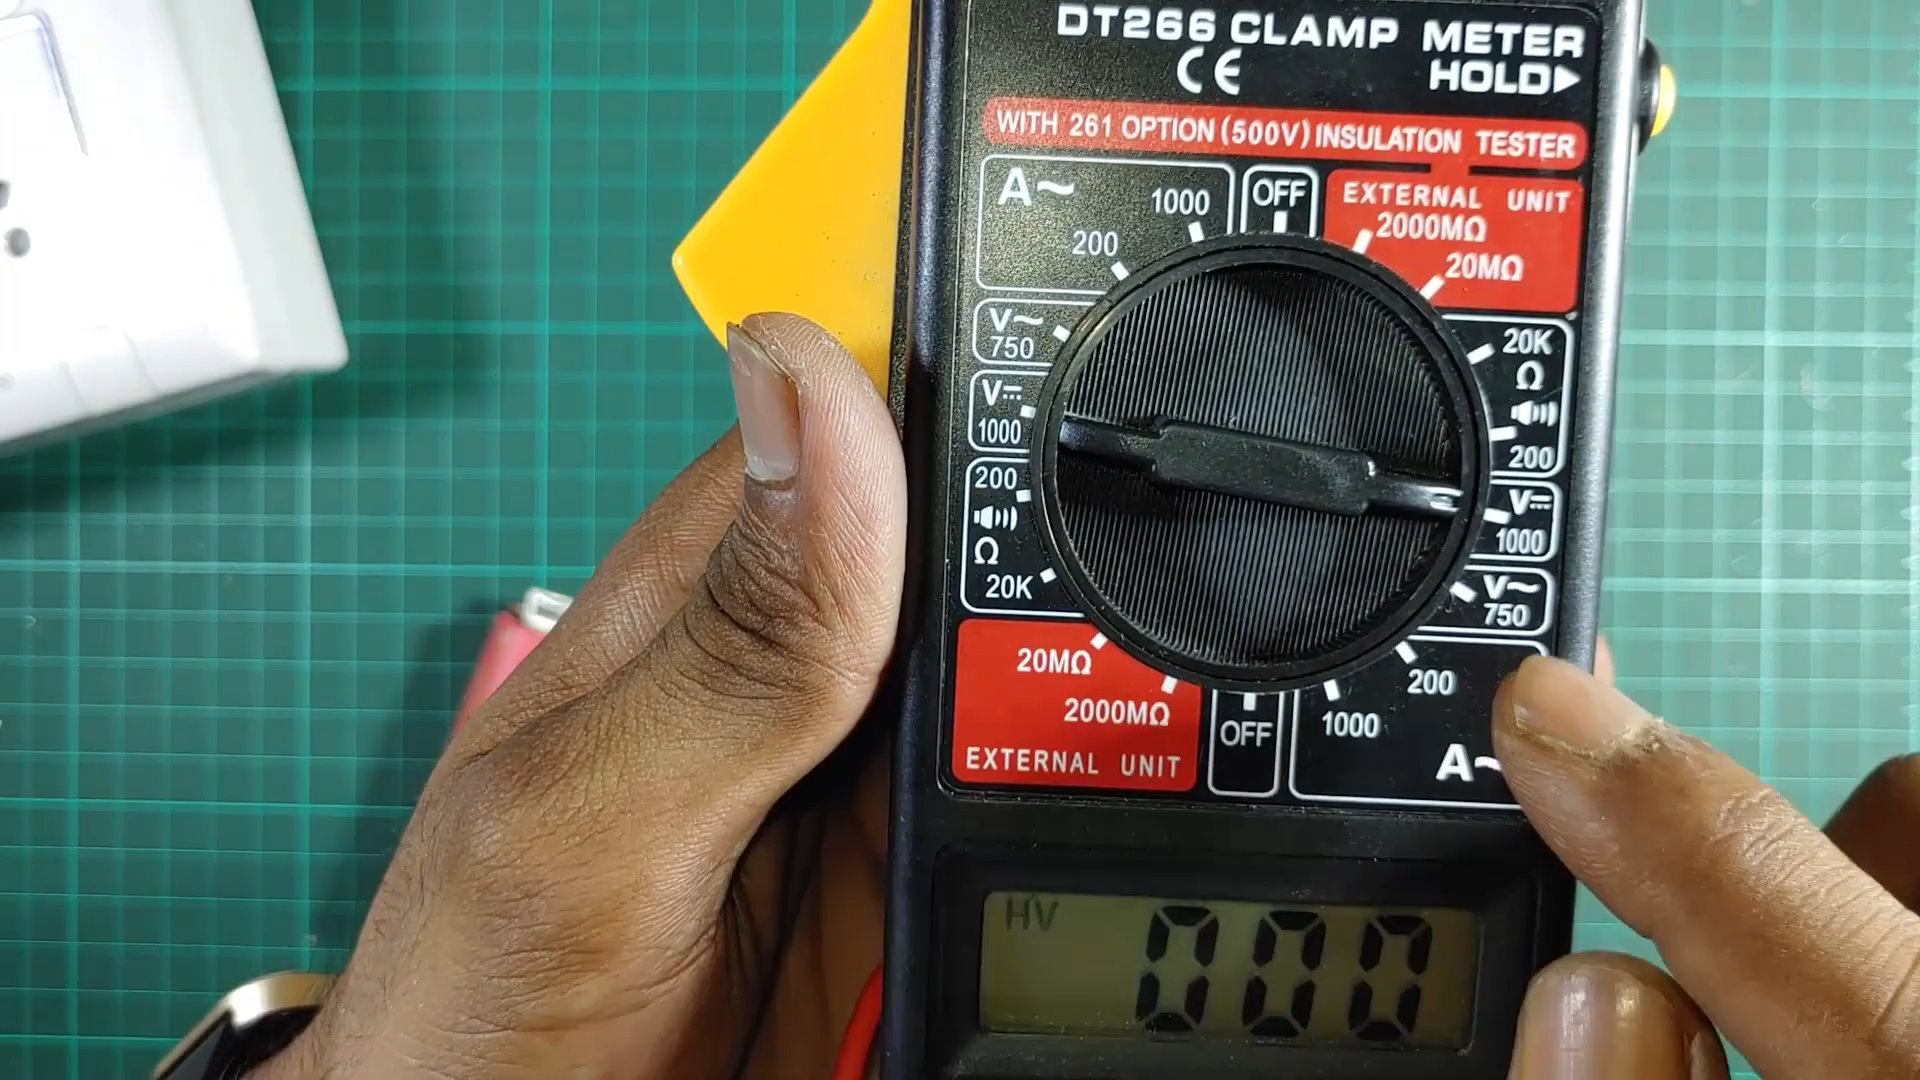 DT266 CLAMP METER
CE
HOLD▶
WITH 261 OPTION (500V) INSULATION TESTER
A~
1000
200
OFF
EXTERNAL UNIT
2000MΩ
20MΩ
V~
750
V⎓
1000
200
Ω
20K
20K
Ω
200
V⎓
1000
V~
750
20MΩ
2000MΩ
EXTERNAL UNIT
OFF
200
1000
A~
HV
000